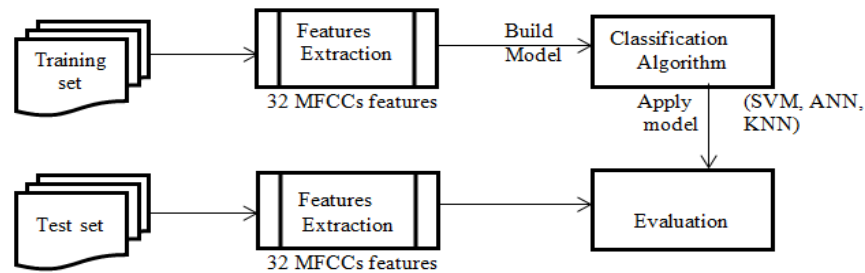 Training
set
Features
Extraction
32 MFCCs features
Build
Model
Classification
Algorithm
Apply
model
(SVM, ANN,
KNN)
Test set
Features
Extraction
32 MFCCs features
Evaluation